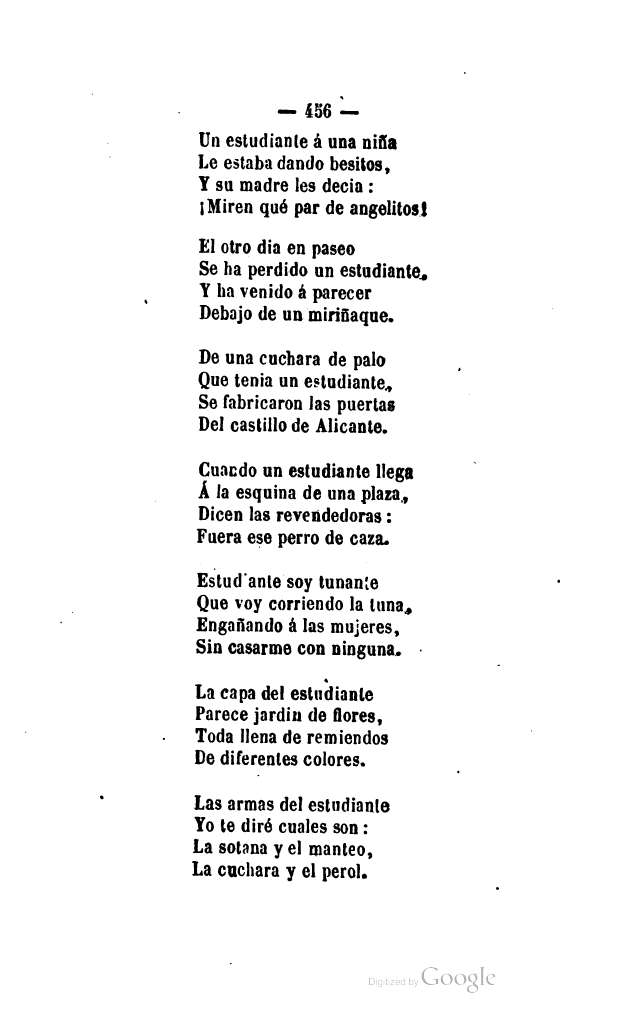 — 456 —
Un estudiante á una niña
Le estaba dando besitos,
Y su madre les decia :
¡Miren qué par de angelitos!
El otro dia en paseo
Se ha perdido un estudiante,
Y ha venido á parecer
Debajo de un miriñaque.
De una cuchara de palo
Que tenia un estudiante,
Se fabricaron las puertas
Del castillo de Alicante.
Cuando un estudiante llega
Á la esquina de una plaza,
Dicen las revendedoras :
Fuera ese perro de caza.
Estudiante soy tunante
Que voy corriendo la tuna,
Engañando á las mujeres,
Sin casarme con ninguna.
La capa del estudiante
Parece jardin de flores,
Toda llena de remiendos
De diferentes colores.
Las armas del estudiante
Yo te diré cuales son :
La sotana y el manteo,
La cuchara y el perol.
Digitized by Google